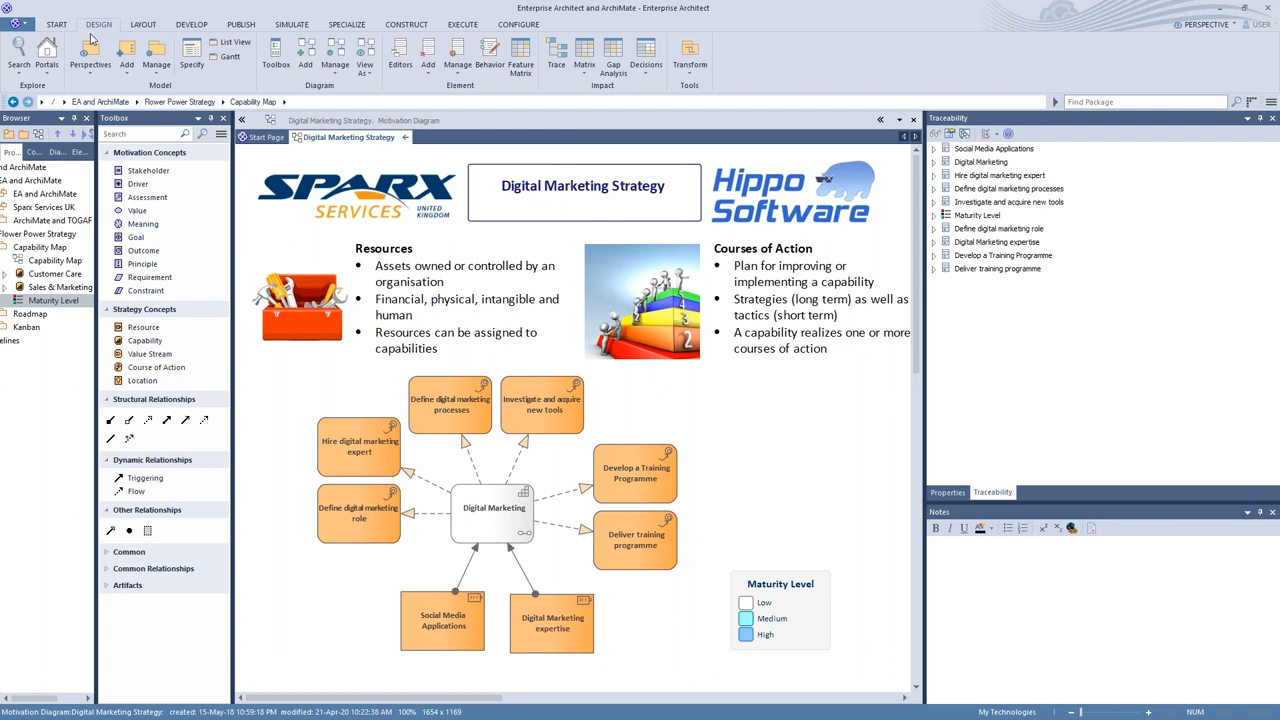 Enterprise Architect and ArchiMate - Enterprise Architect
START
DESIGN
LAYOUT
DEVELOP
PUBLISH
SIMULATE
SPECIALIZE
CONSTRUCT
EXECUTE
CONFIGURE
PERSPECTIVE
USER
Search
Portals
Perspectives
Add
Manage
Specify
List View
Gantt
Toolbox
Add
Manage
View As
Editors
Add
Manage
Behavior
Feature Matrix
Trace
Matrix
Gap Analysis
Decisions
Transform
Explore
Model
Diagram
Element
Impact
Tools
/
EA and ArchiMate
Flower Power Strategy
Capability Map
Find Package
Browser
Pro...
Co...
Dia...
Ele...
nd ArchiMate
EA and ArchiMate
EA and ArchiMate
Sparx Services UK
ArchiMate and TOGAF
Flower Power Strategy
Capability Map
Capability Map
Customer Care
Sales & Marketing
Maturity Level
Roadmap
Kanban
elines
Toolbox
Search
Motivation Concepts
Stakeholder
Driver
Assessment
Value
Meaning
Goal
Outcome
Principle
Requirement
Constraint
Strategy Concepts
Resource
Capability
Value Stream
Course of Action
Location
Structural Relationships
Dynamic Relationships
Triggering
Flow
Other Relationships
Common
Common Relationships
Artifacts
Digital Marketing Strategy. Motivation Diagram
Start Page
Digital Marketing Strategy
SPARX
SERVICES
UNITED
KINGDOM
Digital Marketing Strategy
Hippo
Software
Resources
• Assets owned or controlled by an
organisation
• Financial, physical, intangible and
human
• Resources can be assigned to
capabilities
4
3
2
Courses of Action
• Plan for improving or
implementing a capability
• Strategies (long term) as well as
tactics (short term)
• A capability realizes one or more
courses of action
Define digital marketing
processes
Investigate and acquire
new tools
Hire digital marketing
expert
Define digital marketing
role
Digital Marketing
Develop a Training
Programme
Deliver training
programme
Social Media
Applications
Digital Marketing
expertise
Maturity Level
Low
Medium
High
Traceability
Social Media Applications
Digital Marketing
Hire digital marketing expert
Define digital marketing processes
Investigate and acquire new tools
Maturity Level
Define digital marketing role
Digital Marketing expertise
Develop a Training Programme
Deliver training programme
Properties
Traceability
Notes
B I U A
Motivation Diagram:Digital Marketing Strategy: created: 15-May-18 10:59:18 PM modified: 21-Apr-20 10:22:38 AM 100% 1654 x 1169
My Technologies
NUM